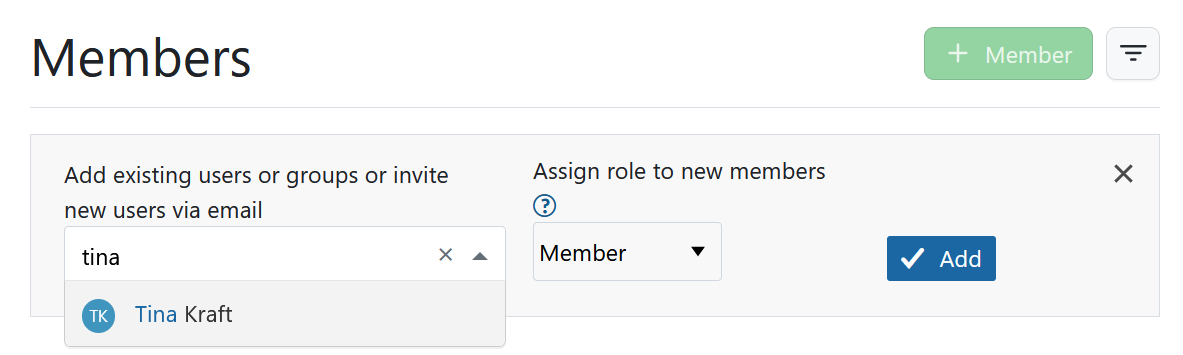 Members
+ Member
Add existing users or groups or invite
new users via email
Assign role to new members
?
tina
Member
Add
TK Tina Kraft